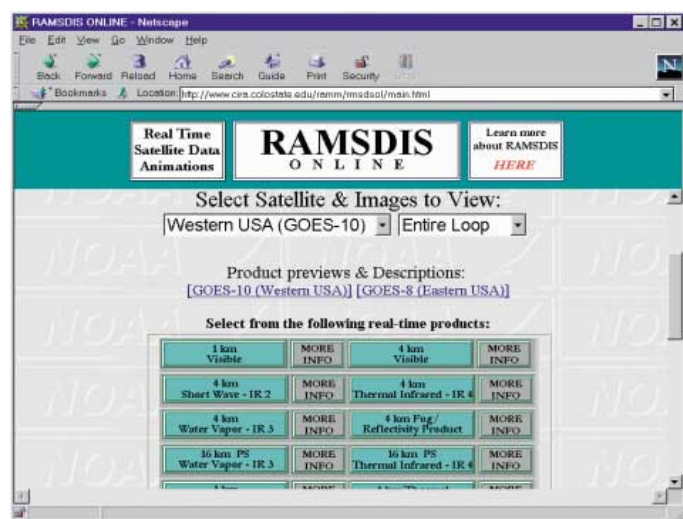 RAMSDIS ONLINE - Netscape
File Edit View Go Window Help
Back Forward Reload Home Search Guide Print Security Stop
Bookmarks Location: http://www.cira.colostate.edu/ramm/rmsdsol/main.html
N
Real Time
Satellite Data
Animations
RAMSDIS
ONLINE
Learn more
about RAMSDIS
HERE
Select Satellite & Images to View:
Western USA (GOES-10) Entire Loop
Product previews & Descriptions:
[GOES-10 (Western USA)] [GOES-8 (Eastern USA)]
Select from the following real-time products:
1 km
Visible
MORE
INFO
4 km
Visible
MORE
INFO
4 km
Short Wave - IR 2
MORE
INFO
4 km
Thermal Infrared - IR 4
MORE
INFO
4 km
Water Vapor - IR 3
MORE
INFO
4 km Fog/
Reflectivity Product
MORE
INFO
16 km PS
Water Vapor - IR 3
MORE
INFO
16 km PS
Thermal Infrared - IR 4
MORE
INFO
NOAA